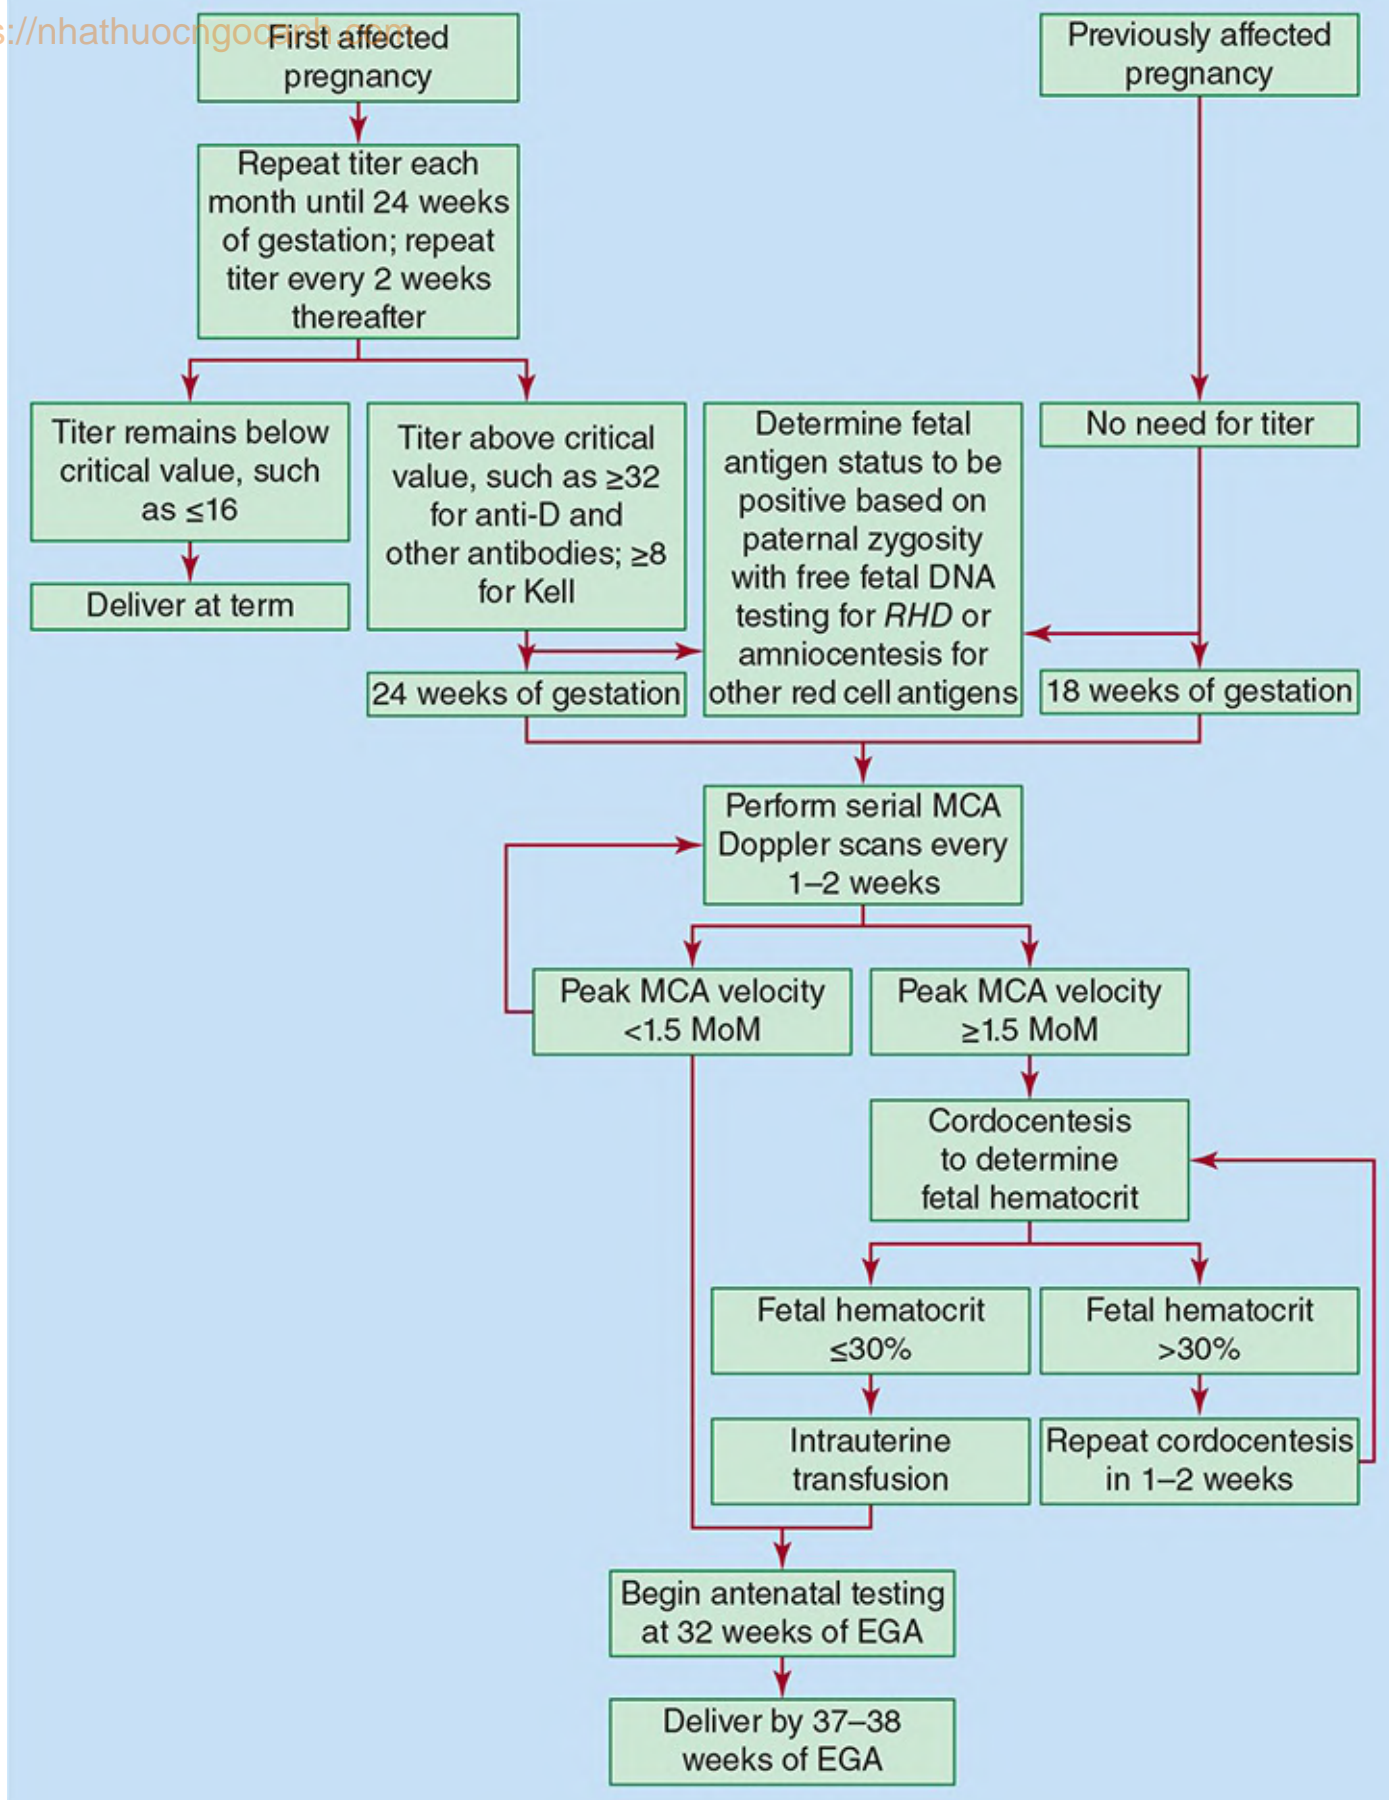 s://nhathuocngocanh.com
First affected
pregnancy
Previously affected
pregnancy
Repeat titer each
month until 24 weeks
of gestation; repeat
titer every 2 weeks
thereafter
Titer remains below
critical value, such
as ≤16
Deliver at term
Titer above critical
value, such as ≥32
for anti-D and
other antibodies; ≥8
for Kell
24 weeks of gestation
Determine fetal
antigen status to be
positive based on
paternal zygosity
with free fetal DNA
testing for RHD or
amniocentesis for
other red cell antigens
No need for titer
18 weeks of gestation
Perform serial MCA
Doppler scans every
1–2 weeks
Peak MCA velocity
<1.5 MoM
Peak MCA velocity
≥1.5 MoM
Cordocentesis
to determine
fetal hematocrit
Fetal hematocrit
≤30%
Fetal hematocrit
>30%
Intrauterine
transfusion
Repeat cordocentesis
in 1–2 weeks
Begin antenatal testing
at 32 weeks of EGA
Deliver by 37–38
weeks of EGA